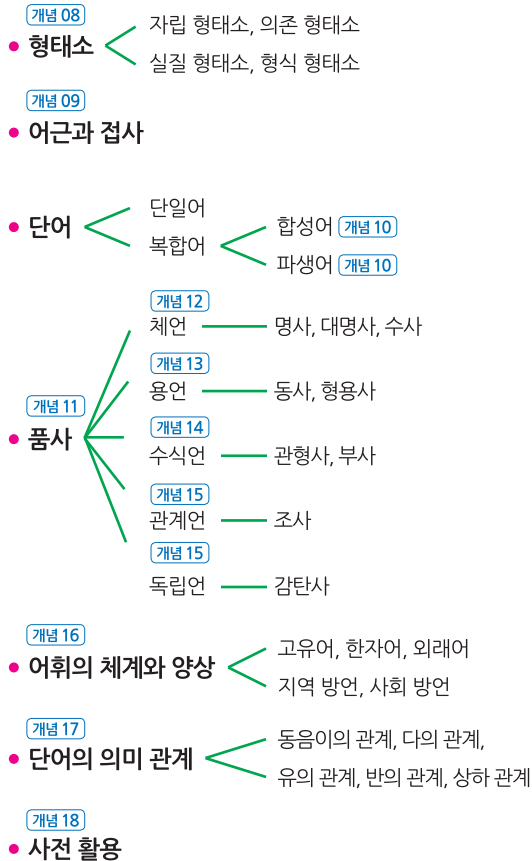 개념 08
형태소
자립 형태소, 의존 형태소
실질 형태소, 형식 형태소
개념 09
어근과 접사
단어
단일어
복합어
합성어 개념 10
파생어 개념 10
개념 11
품사
개념 12
체언
명사, 대명사, 수사
개념 13
용언
동사, 형용사
개념 14
수식언
관형사, 부사
개념 15
관계언
조사
개념 15
독립언
감탄사
개념 16
어휘의 체계와 양상
고유어, 한자어, 외래어
지역 방언, 사회 방언
개념 17
단어의 의미 관계
동음이의 관계, 다의 관계,
유의 관계, 반의 관계, 상하 관계
개념 18
사전 활용